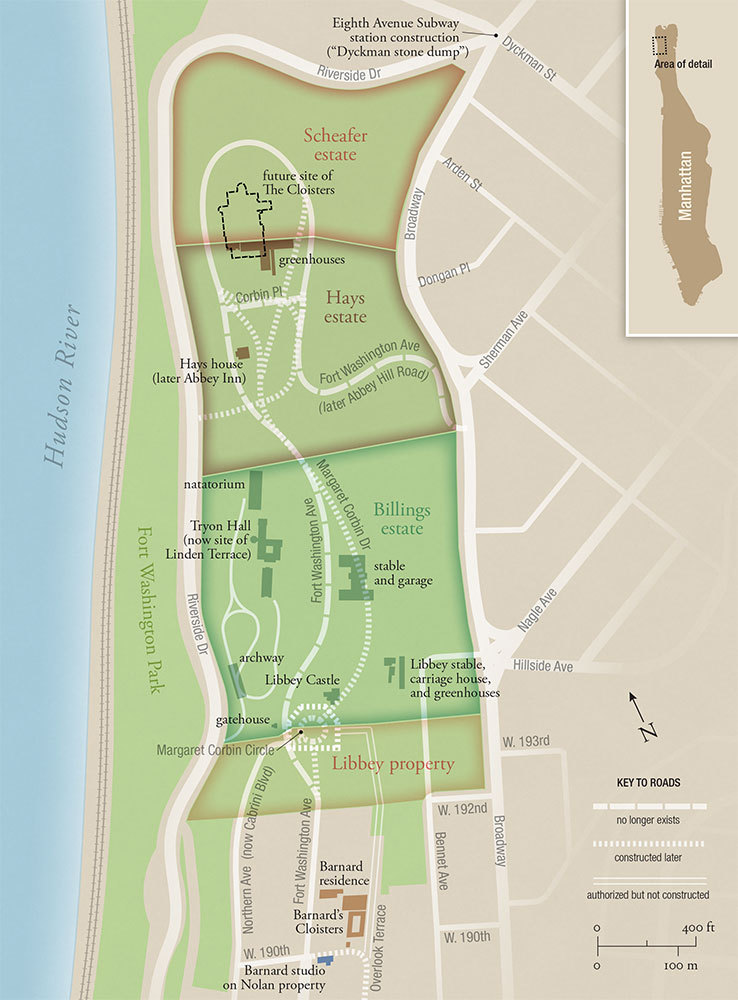 Eighth Avenue Subway
station construction
(“Dyckman stone dump”)
Dyckman St
Area of detail
Manhattan
Riverside Dr
Scheafer
estate
future site of
The Cloisters
Arden St
Broadway
greenhouses
Dongan Pl
Corbin Pl
Hays
estate
Sherman Ave
Hudson River
Hays house
(later Abbey Inn)
Fort Washington Ave
(later Abbey Hill Road)
natatorium
Margaret Corbin Dr
Billings
estate
Tryon Hall
(now site of
Linden Terrace)
Fort Washington Ave
Fort Washington Park
stable
and garage
Riverside Dr
Nagle Ave
archway
Libbey Castle
Libbey stable,
carriage house,
and greenhouses
Hillside Ave
gatehouse
N
Margaret Corbin Circle
Libbey property
W. 193rd
KEY TO ROADS
no longer exists
constructed later
authorized but not constructed
W. 192nd
Northern Ave (now Cabrini Blvd)
Fort Washington Ave
Bennet Ave
Broadway
Barnard
residence
Barnard’s
Cloisters
Overlook Terrace
W. 190th
W. 190th
Barnard studio
on Nolan property
0 400 ft
0 100 m